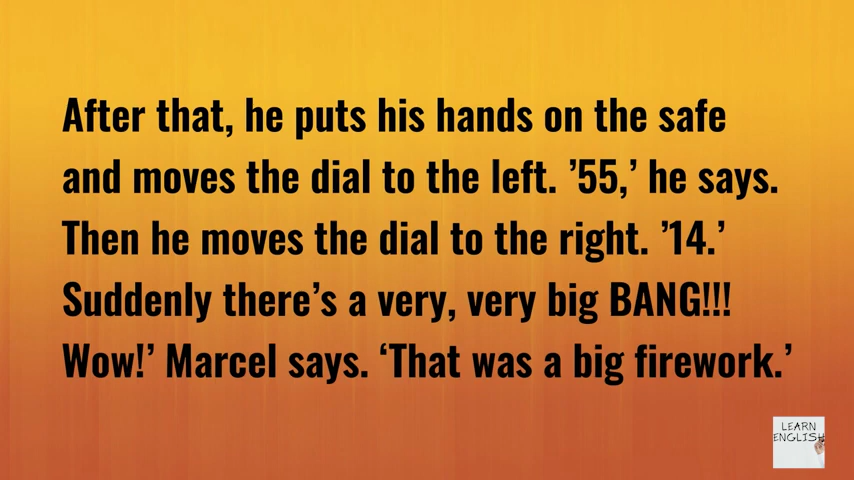 After that, he puts his hands on the safe
and moves the dial to the left. ’55,’ he says.
Then he moves the dial to the right. ’14.’
Suddenly there’s a very, very big BANG!!!
Wow!’ Marcel says. ‘That was a big firework.’
LEARN
ENGLISH